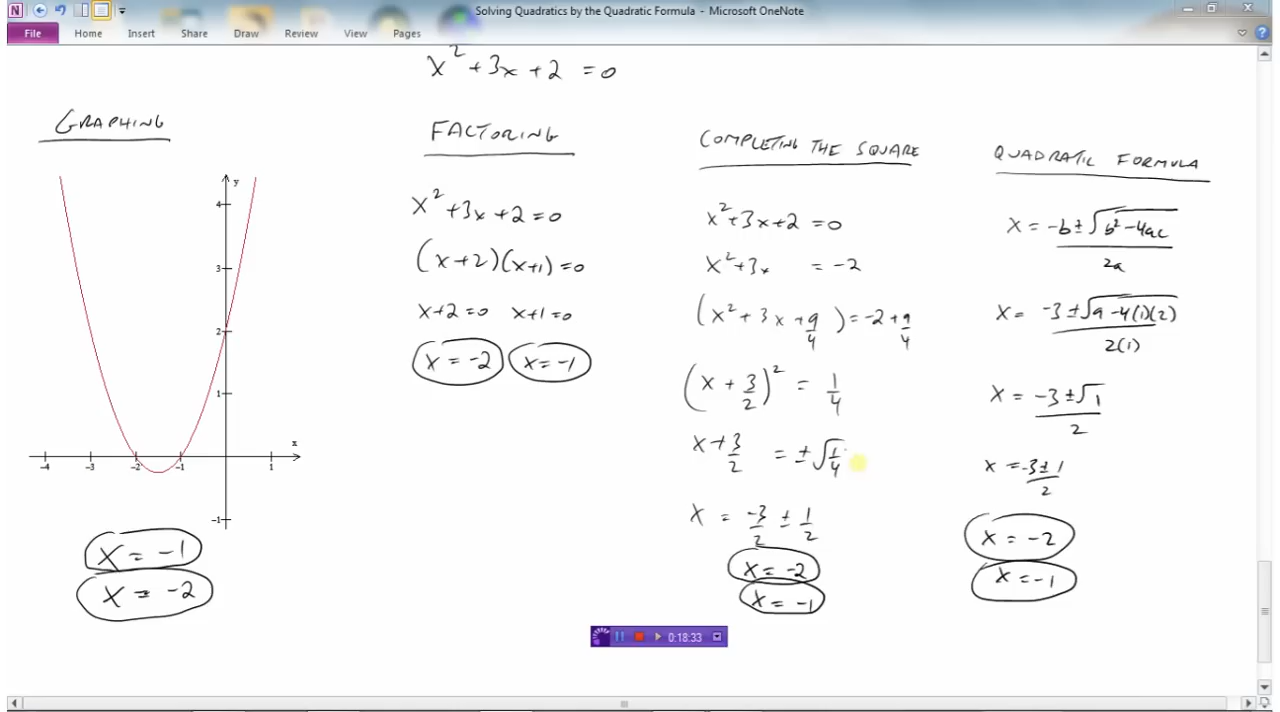 Solving Quadratics by the Quadratic Formula - Microsoft OneNote
File Home Insert Share Draw Review View Pages
x² + 3x + 2 = 0
GRAPHING
y
4
3
2
1
x
-4 -3 -2 -1 1
-1
x = -1
x = -2
FACTORING
x² + 3x + 2 = 0
(x+2)(x+1) = 0
x+2=0 x+1=0
x = -2 x = -1
COMPLETING THE SQUARE
x² + 3x + 2 = 0
x² + 3x = -2
(x² + 3x + 9/4) = -2 + 9/4
(x + 3/2)² = 1/4
x + 3/2 = ±√(1/4)
x = -3/2 ± 1/2
x = -2
x = -1
QUADRATIC FORMULA
x = (-b ± √(b² - 4ac))/2a
x = (-3 ± √(9 - 4(1)(2)))/2(1)
x = (-3 ± √1)/2
x = (-3 ± 1)/2
x = -2
x = -1
0:18:33